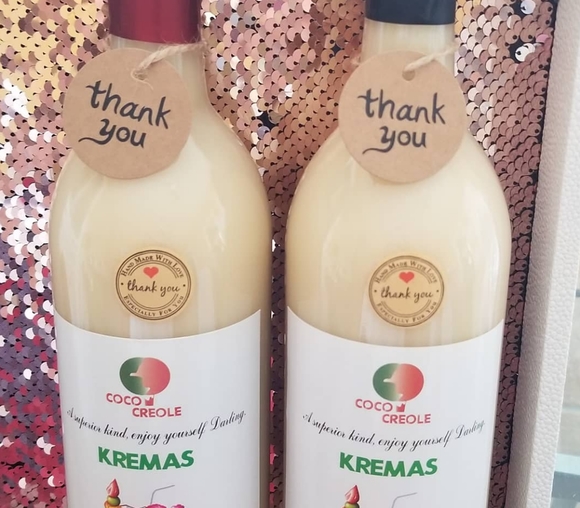 thank
you
thank
you
HAND MADE WITH LOVE
thank you
ESPECIALLY FOR YOU
HAND MADE WITH LOVE
thank you
ESPECIALLY FOR YOU
COCO
CREOLE
A superior kind, enjoy yourself Darling.
KREMAS
COCO
CREOLE
A superior kind, enjoy yourself Darling.
KREMAS